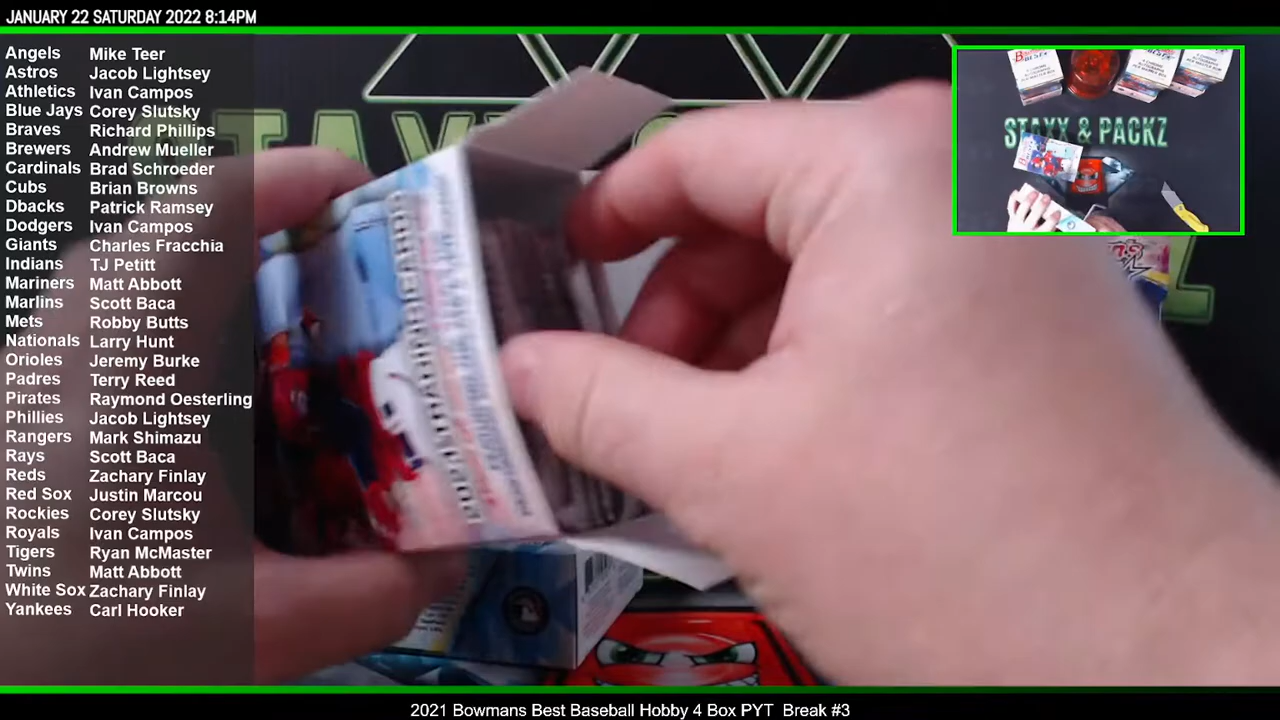 JANUARY 22 SATURDAY 2022 8:14PM
Angels Mike Teer
Astros Jacob Lightsey
Athletics Ivan Campos
Blue Jays Corey Slutsky
Braves Richard Phillips
Brewers Andrew Mueller
Cardinals Brad Schroeder
Cubs Brian Browns
Dbacks Patrick Ramsey
Dodgers Ivan Campos
Giants Charles Fracchia
Indians TJ Petitt
Mariners Matt Abbott
Marlins Scott Baca
Mets Robby Butts
Nationals Larry Hunt
Orioles Jeremy Burke
Padres Terry Reed
Pirates Raymond Oesterling
Phillies Jacob Lightsey
Rangers Mark Shimazu
Rays Scott Baca
Reds Zachary Finlay
Red Sox Justin Marcou
Rockies Corey Slutsky
Royals Ivan Campos
Tigers Ryan McMaster
Twins Matt Abbott
White Sox Zachary Finlay
Yankees Carl Hooker
STAXX & PACKZ
2021 Bowmans Best Baseball Hobby 4 Box PYT Break #3